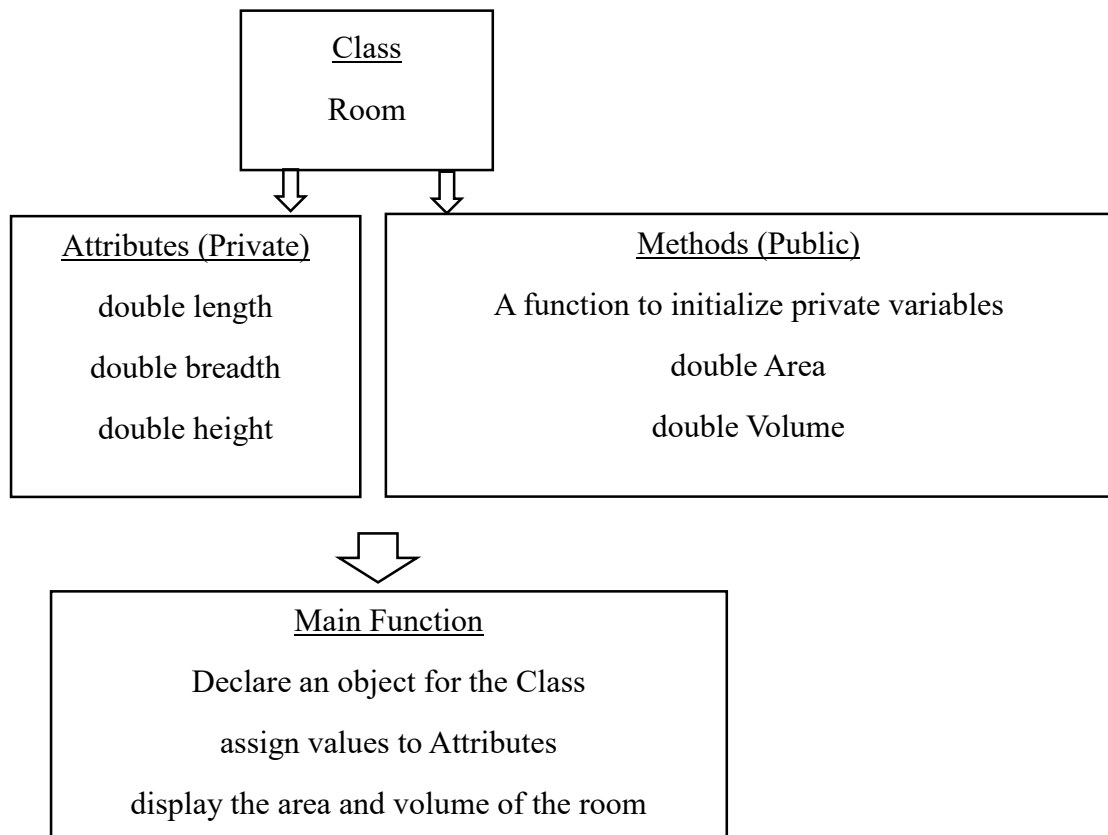 Class
Room
Attributes (Private)
double length
double breadth
double height
Methods (Public)
A function to initialize private variables
double Area
double Volume
Main Function
Declare an object for the Class
assign values to Attributes
display the area and volume of the room